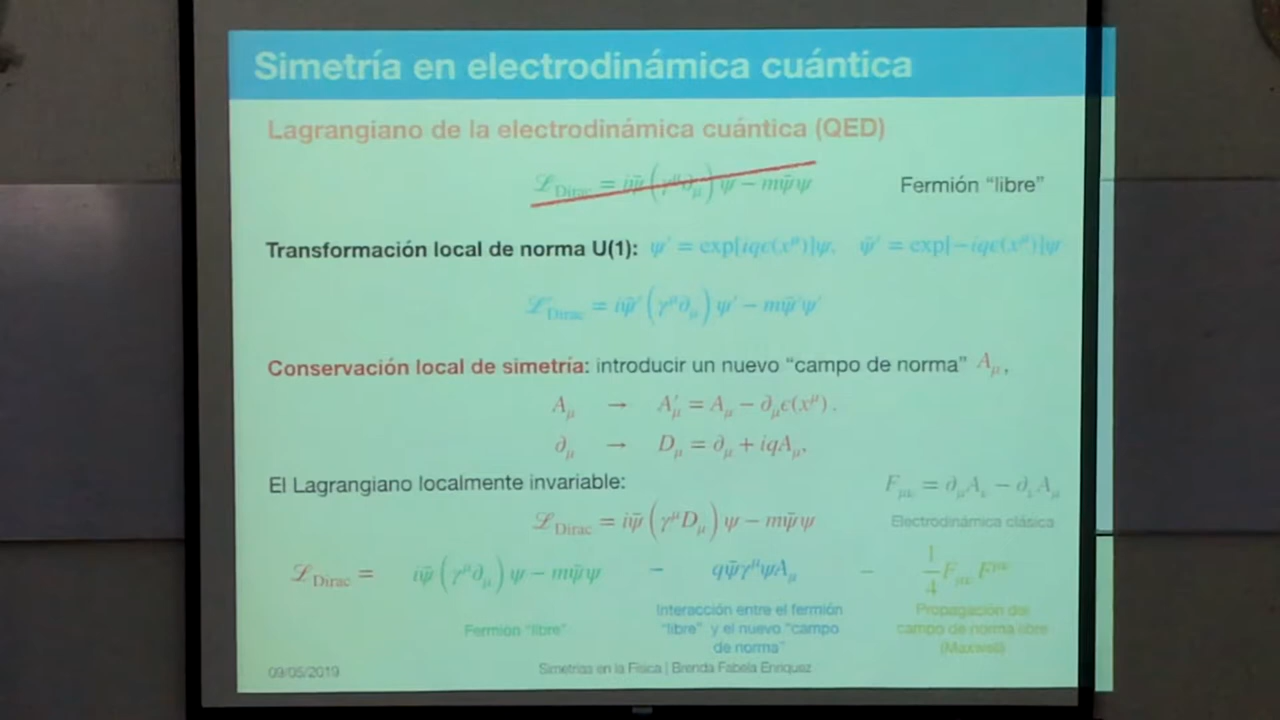 Simetría en electrodinámica cuántica
Lagrangiano de la electrodinámica cuántica (QED)
ℒ_Dirac = iψ̄ (γ^μ∂_μ) ψ − mψ̄ψ Fermión “libre”
Transformación local de norma U(1): ψ′ = exp[iqϵ(x^μ)]ψ, ψ̄′ = exp[−iqϵ(x^μ)]ψ
ℒ_Dirac = iψ̄′ (γ^μ∂_μ) ψ′ − mψ̄′ψ′
Conservación local de simetría: introducir un nuevo “campo de norma” A_μ,
A_μ → A′_μ = A_μ − ∂_μϵ(x^μ).
∂_μ → D_μ = ∂_μ + iqA_μ,
El Lagrangiano localmente invariable:
F_μν = ∂_μA_ν − ∂_νA_μ
Electrodinámica clásica
ℒ_Dirac = iψ̄ (γ^μD_μ) ψ − mψ̄ψ
ℒ_Dirac = iψ̄ (γ^μ∂_μ) ψ − mψ̄ψ − qψ̄γ^μψA_μ − 1/4 F_μν F^μν
Fermión “libre”
Interacción entre el fermión
“libre” y el nuevo “campo
de norma”
Propagación del
campo de norma libre
(Maxwell)
09/05/2019 Simetrías en la Física | Brenda Fabela Enriquez